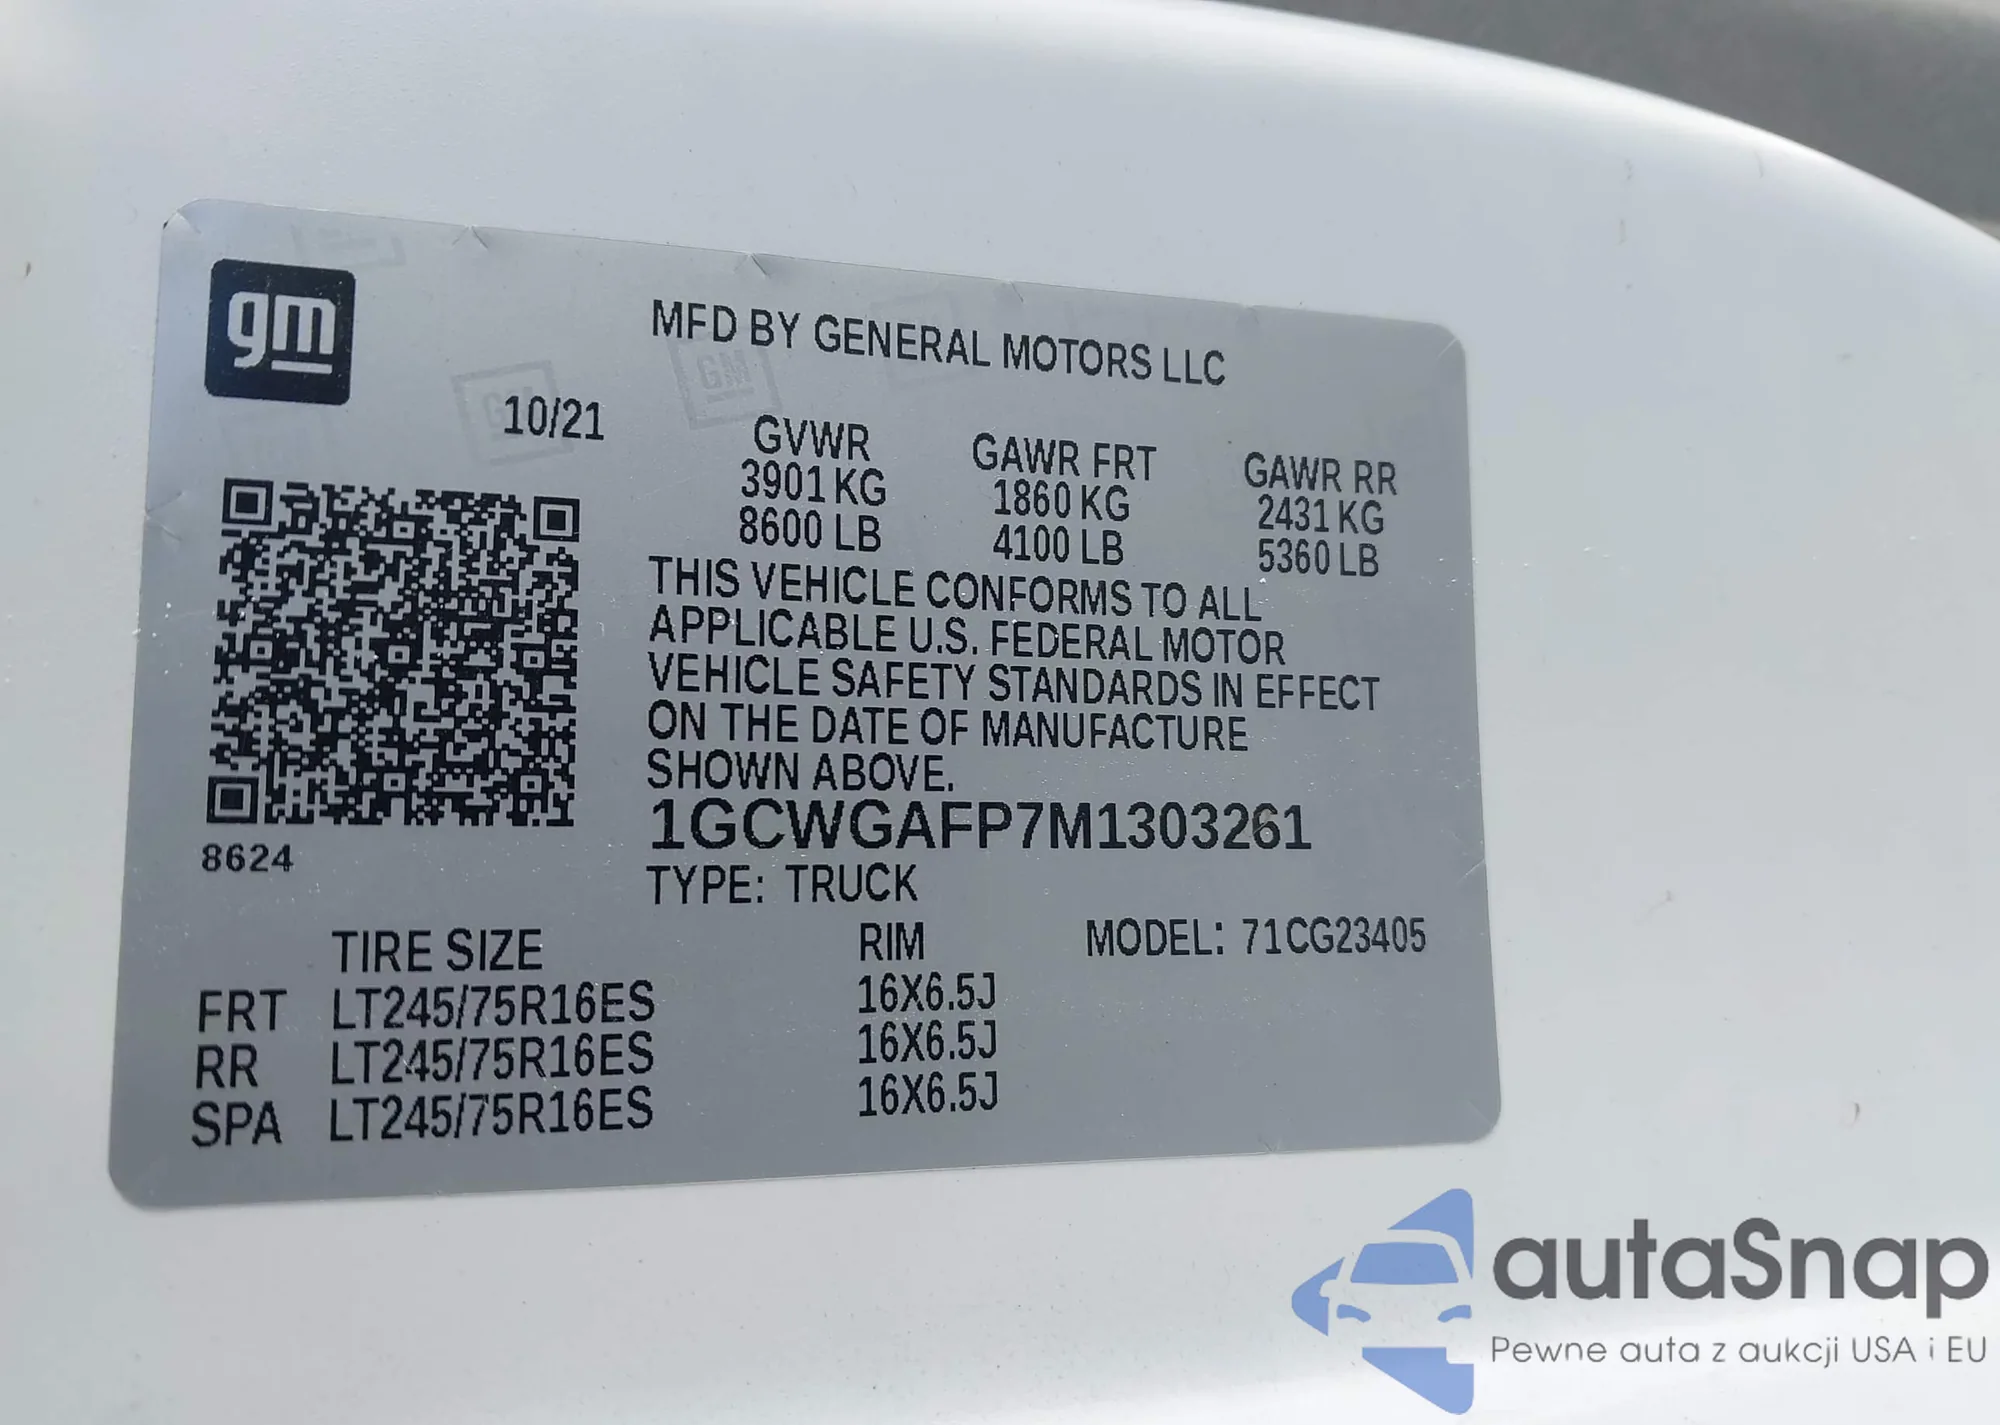 gm
MFD BY GENERAL MOTORS LLC
10/21
GVWR GAWR FRT GAWR RR
3901 KG 1860 KG 2431 KG
8600 LB 4100 LB 5360 LB
THIS VEHICLE CONFORMS TO ALL
APPLICABLE U.S. FEDERAL MOTOR
VEHICLE SAFETY STANDARDS IN EFFECT
ON THE DATE OF MANUFACTURE
SHOWN ABOVE.
1GCWGAFP7M1303261
8624
TYPE: TRUCK
TIRE SIZE RIM MODEL: 71CG23405
FRT LT245/75R16ES 16X6.5J
RR LT245/75R16ES 16X6.5J
SPA LT245/75R16ES 16X6.5J
autaSnap
Pewne auta z aukcji USA i EU